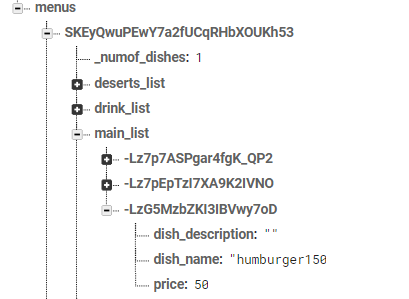 menus
SKEyQwuPEwY7a2fUCqRHbXOUKh53
_numof_dishes: 1
deserts_list
drink_list
main_list
-Lz7p7ASPgar4fgK_QP2
-Lz7pEpTzI7XA9K2IVNO
-LzG5MzbZKI3IBVwy7oD
dish_description: ""
dish_name: "humburger150
price: 50